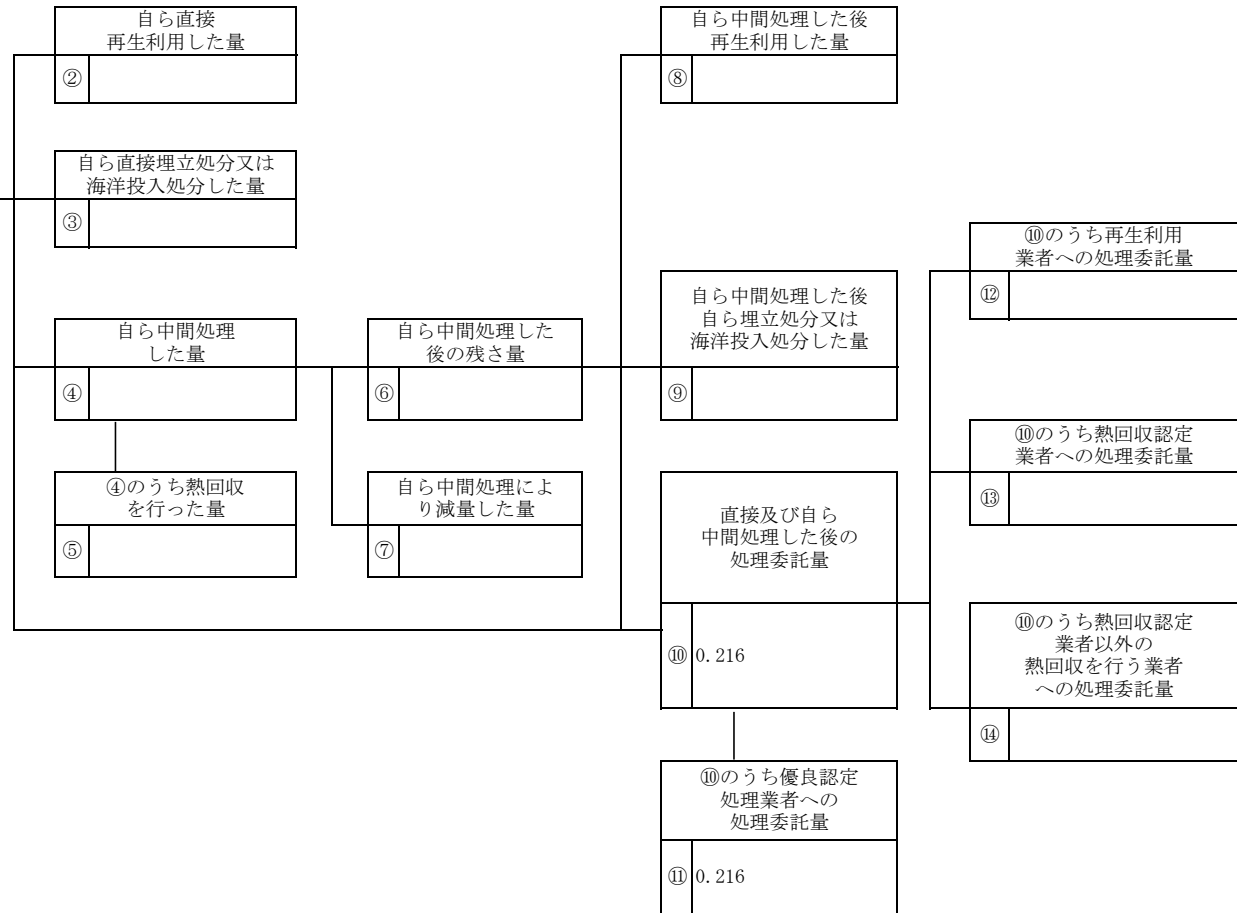 自ら直接
再生利用した量
②
自ら中間処理した後
再生利用した量
⑧
自ら直接埋立処分又は
海洋投入処分した量
③
⑩のうち再生利用
業者への処理委託量
⑫
自ら中間処理
した量
④
自ら中間処理した
後の残さ量
⑥
自ら中間処理した後
自ら埋立処分又は
海洋投入処分した量
⑨
⑩のうち熱回収認定
業者への処理委託量
⑬
④のうち熱回収
を行った量
⑤
自ら中間処理によ
り減量した量
⑦
直接及び自ら
中間処理した後の
処理委託量
⑩ 0.216
⑩のうち熱回収認定
業者以外の
熱回収を行う業者
への処理委託量
⑭
⑩のうち優良認定
処理業者への
処理委託量
⑪ 0.216